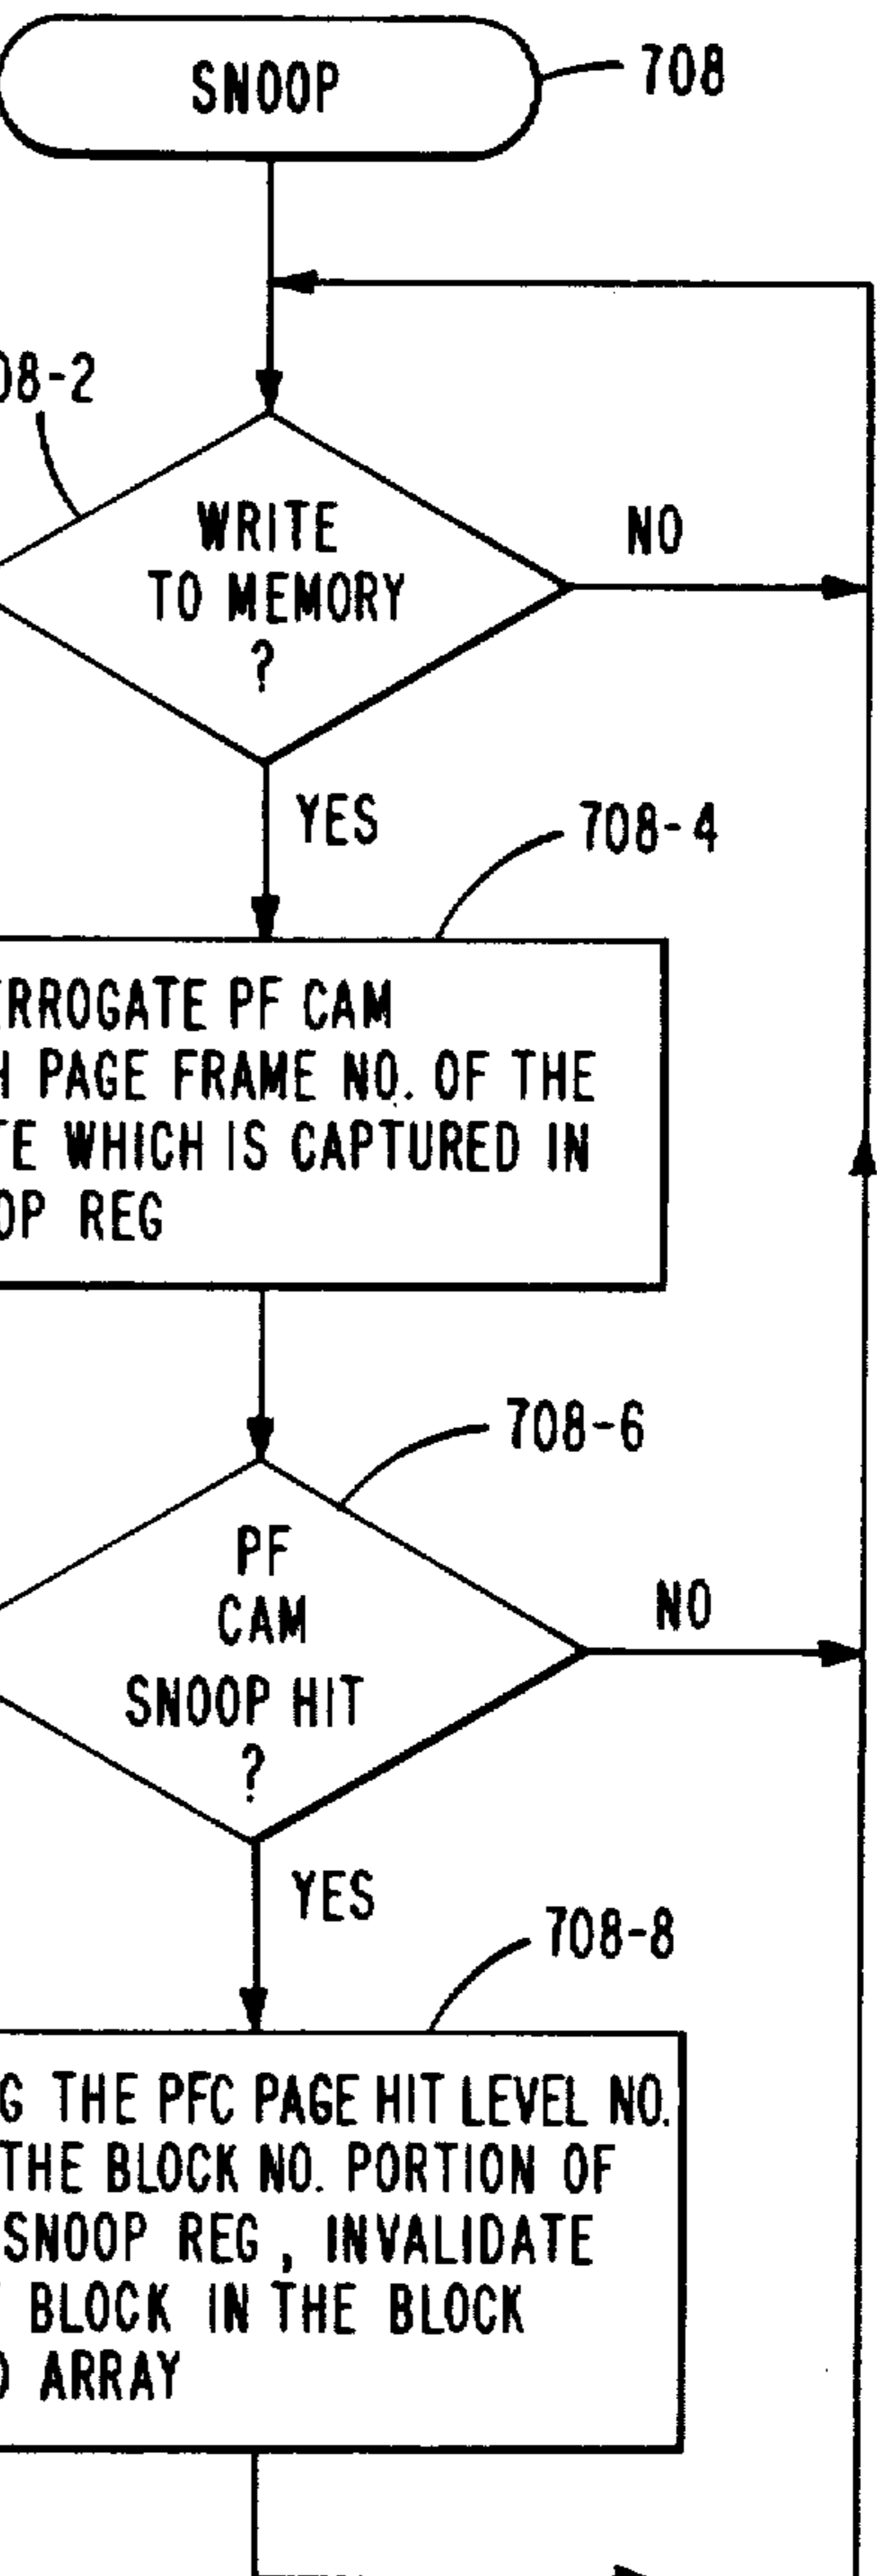 SNOOP
708
08-2
WRITE
TO MEMORY
?
NO
YES
708-4
ERROGATE PF CAM
H PAGE FRAME NO. OF THE
TE WHICH IS CAPTURED IN
OP REG
708-6
PF
CAM
SNOOP HIT
?
NO
YES
708-8
G THE PFC PAGE HIT LEVEL NO.
THE BLOCK NO. PORTION OF
SNOOP REG, INVALIDATE
BLOCK IN THE BLOCK
ARRAY